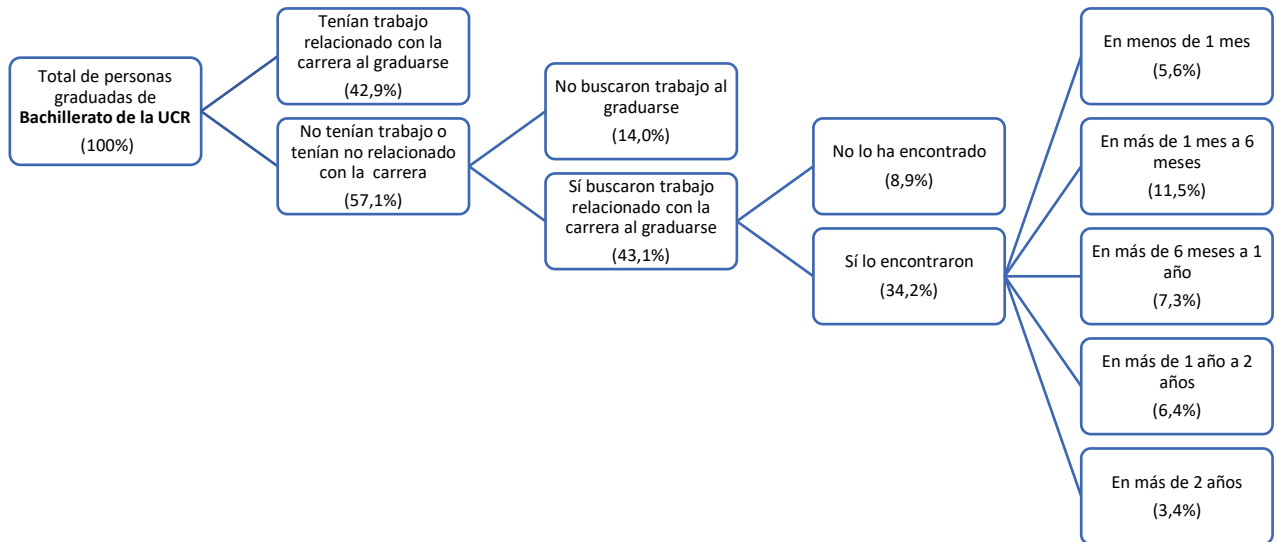 Total de personas
graduadas de
Bachillerato de la UCR
(100%)
Tenían trabajo
relacionado con la
carrera al graduarse
(42,9%)
No tenían trabajo o
tenían no relacionado
con la carrera
(57,1%)
No buscaron trabajo al
graduarse
(14,0%)
Sí buscaron trabajo
relacionado con la
carrera al graduarse
(43,1%)
No lo ha encontrado
(8,9%)
Sí lo encontraron
(34,2%)
En menos de 1 mes
(5,6%)
En más de 1 mes a 6
meses
(11,5%)
En más de 6 meses a 1
año
(7,3%)
En más de 1 año a 2
años
(6,4%)
En más de 2 años
(3,4%)